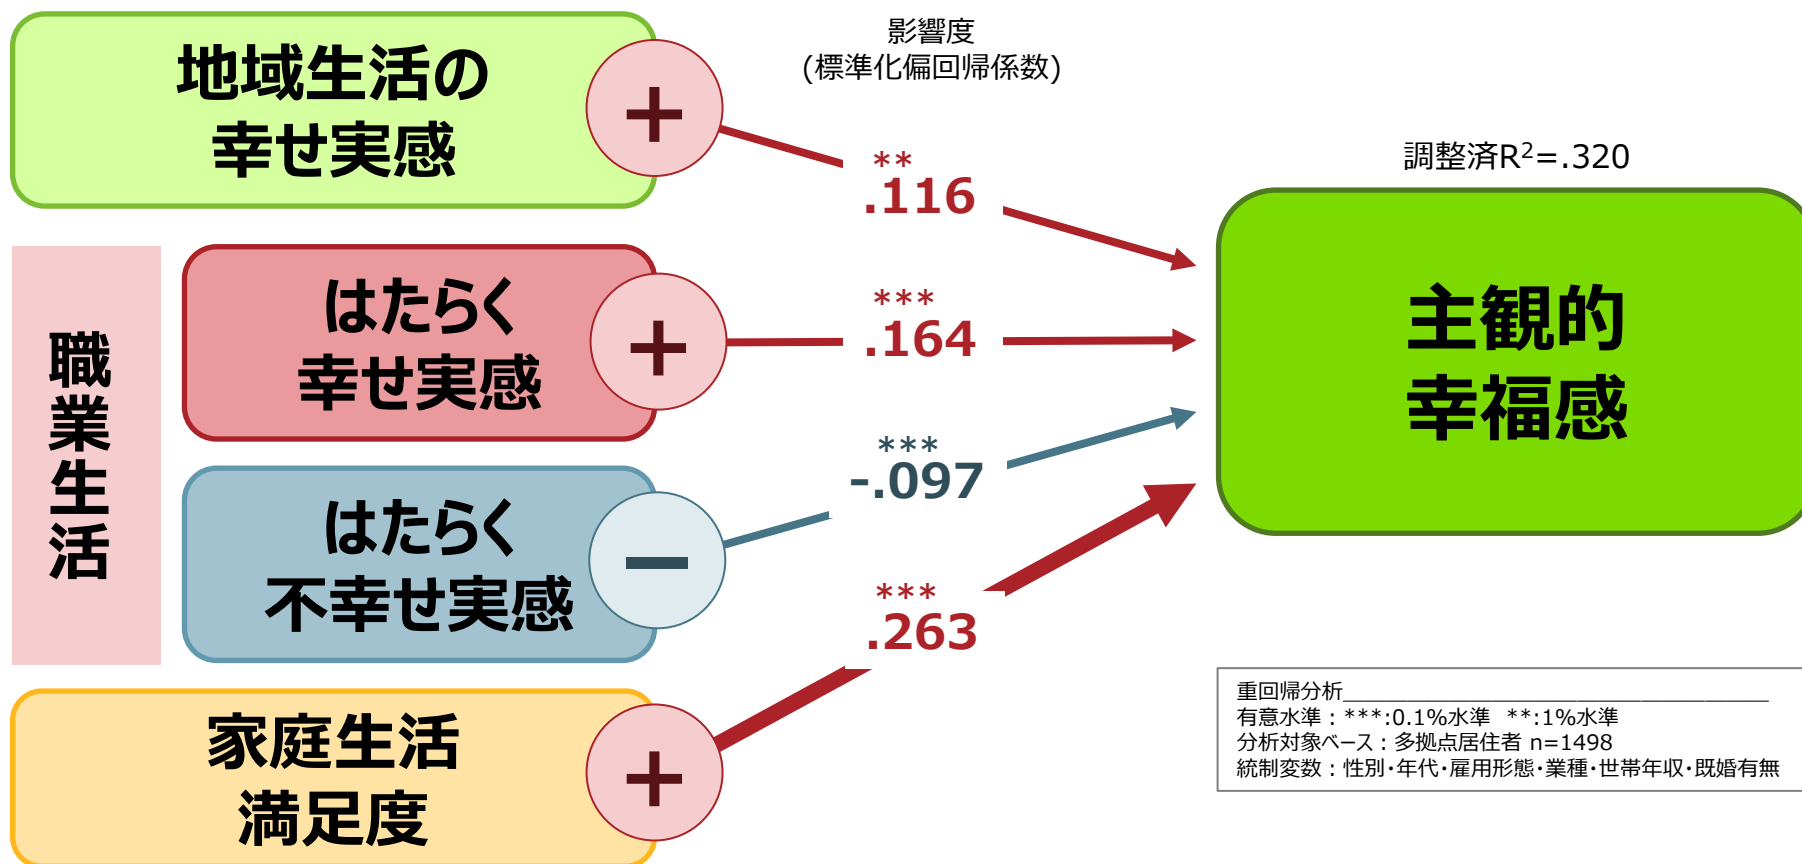 地域生活の
幸せ実感
+
影響度
(標準化偏回帰係数)
**
.116
調整済R²=.320
職業生活
はたらく
幸せ実感
+
***
.164
主観的
幸福感
はたらく
不幸せ実感
−
***
-.097
家庭生活
満足度
+
***
.263
重回帰分析
有意水準：***:0.1%水準 **:1%水準
分析対象ベース：多拠点居住者 n=1498
統制変数：性別・年代・雇用形態・業種・世帯年収・既婚有無